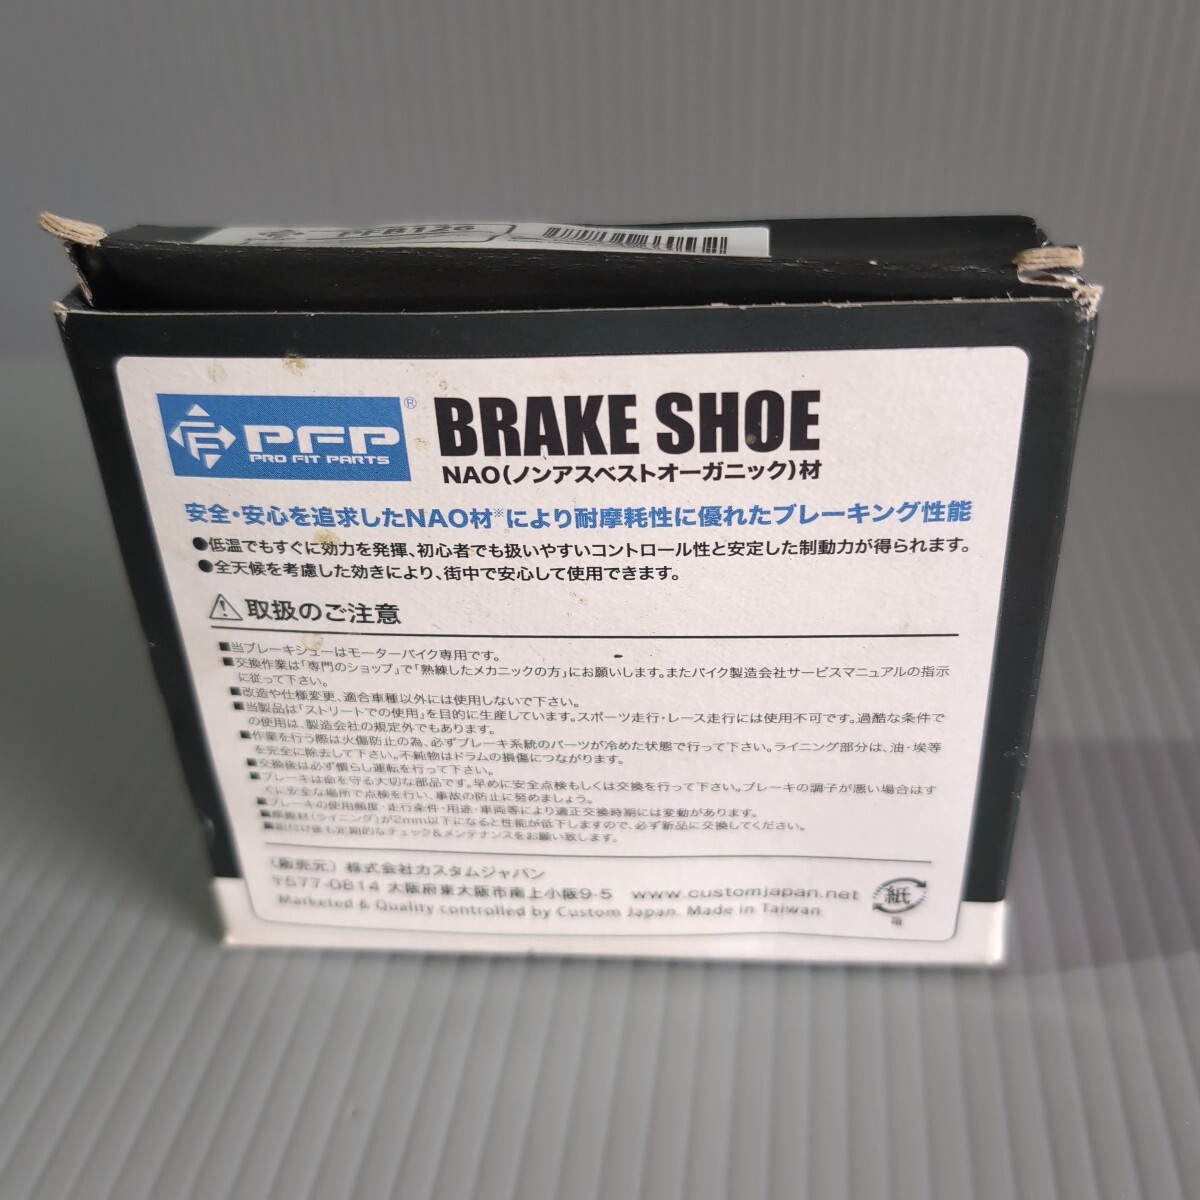 PFB126
PFP®
PRO FIT PARTS
BRAKE SHOE
NAO(ノンアスベストオーガニック)材
安全・安心を追求したNAO材※により耐摩耗性に優れたブレーキング性能
●低温でもすぐに効力を発揮、初心者でも扱いやすいコントロール性と安定した制動力が得られます。
●全天候を考慮した効きにより、街中で安心して使用できます。
取扱のご注意
■当ブレーキシューはモーターバイク専用です。
■交換作業は「専門のショップ」で「熟練したメカニックの方」にお願いします。またバイク製造会社サービスマニュアルの指示
に従って下さい。
■改造や仕様変更、適合車種以外には使用しないで下さい。
■当製品は「ストリートでの使用」を目的に生産しています。スポーツ走行・レース走行には使用不可です。過酷な条件で
の使用は、製造会社の規定外でもあります。
■作業を行う際は火傷防止の為、必ずブレーキ系統のパーツが冷めた状態で行って下さい。ライニング部分は、油・埃等
を完全に除去して下さい。不純物はドラムの損傷につながります。
■交換後は必ず慣らし運転を行って下さい。
■ブレーキは命を守る大切な部品です。早めに安全点検もしくは交換を行って下さい。ブレーキの調子が悪い場合はす
ぐに安全な場所で点検を行い、事故の防止に努めましょう。
■ブレーキの使用頻度・走行条件・用途・車両等により適正交換時期には変動があります。
■摩擦材(ライニング)が2mm以下になると性能が低下しますので、必ず新品に交換してください。
■組付け後も定期的なチェック&メンテナンスをお願い致します。
(販売元) 株式会社カスタムジャパン
〒577-0814 大阪府東大阪市南上小阪9-5 www.customjapan.net
Marketed & Quality controlled by Custom Japan. Made in Taiwan
紙
箱